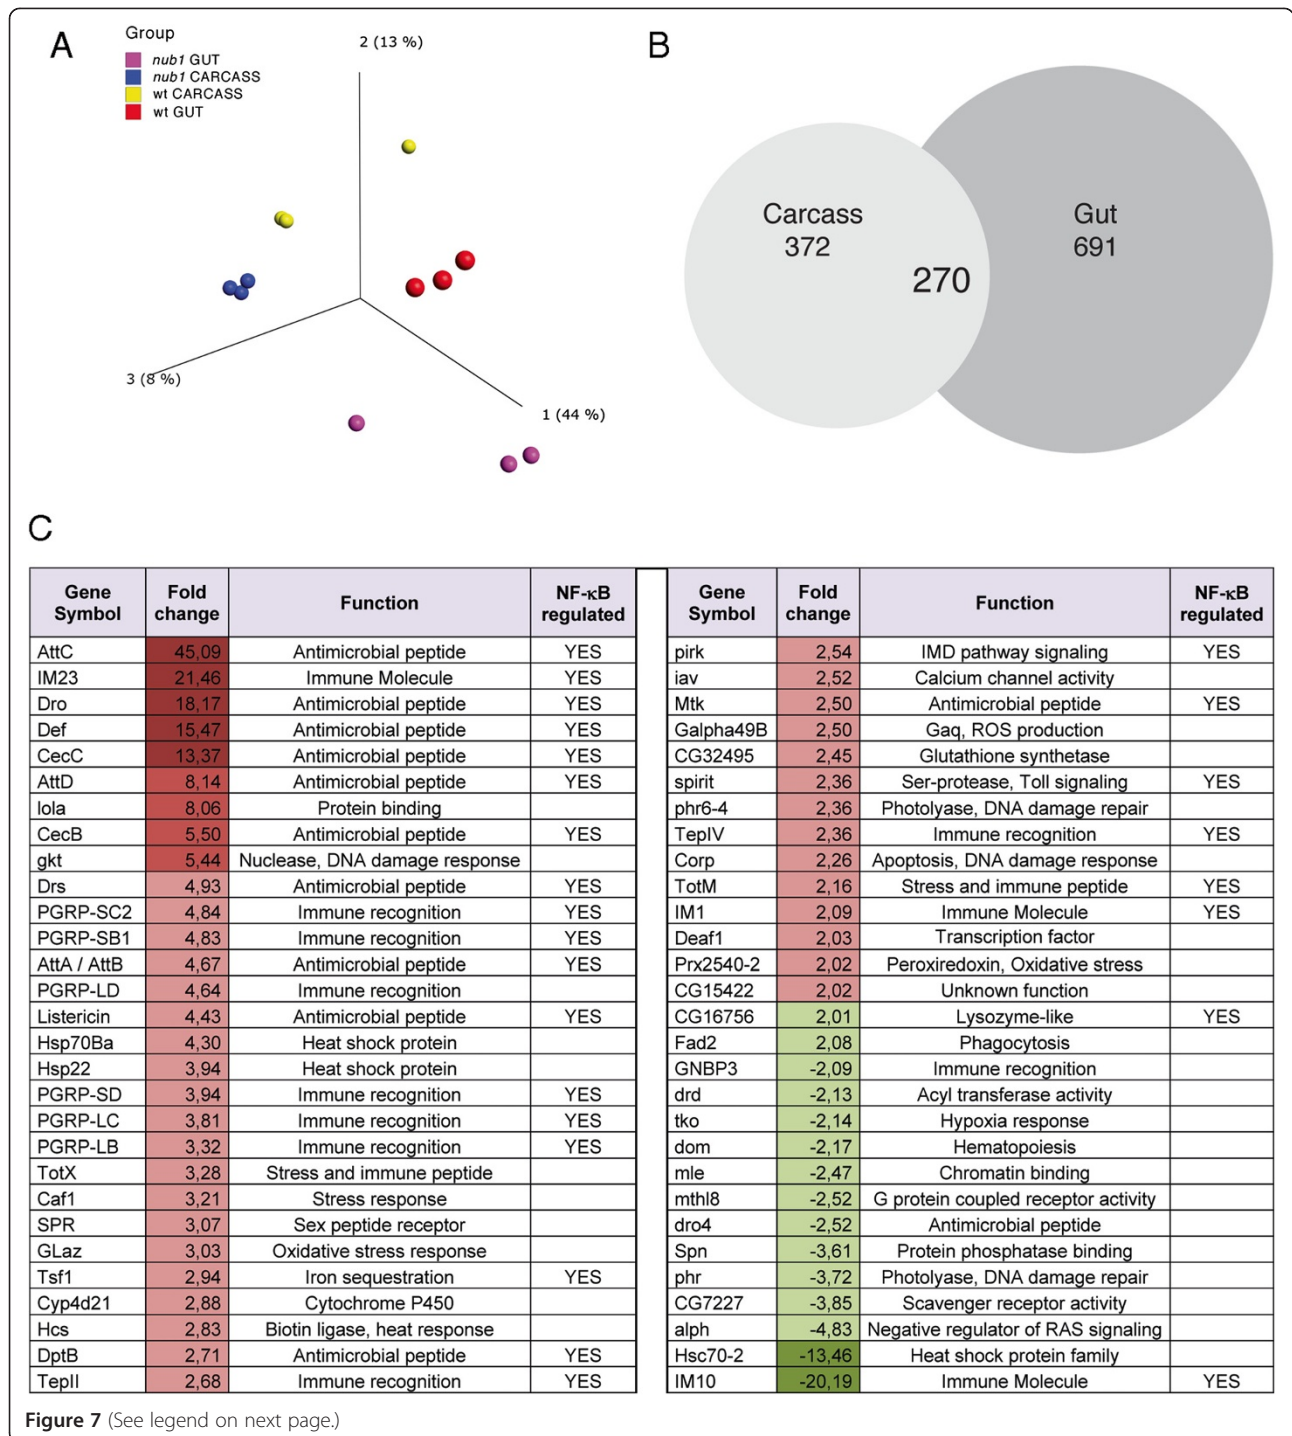 A
Group
nub1 GUT
nub1 CARCASS
wt CARCASS
wt GUT
2 (13 %)
3 (8 %)
1 (44 %)
B
Carcass
372
270
Gut
691
C
Gene Symbol Fold change Function NF-κB regulated
AttC 45,09 Antimicrobial peptide YES
IM23 21,46 Immune Molecule YES
Dro 18,17 Antimicrobial peptide YES
Def 15,47 Antimicrobial peptide YES
CecC 13,37 Antimicrobial peptide YES
AttD 8,14 Antimicrobial peptide YES
lola 8,06 Protein binding
CecB 5,50 Antimicrobial peptide YES
gkt 5,44 Nuclease, DNA damage response
Drs 4,93 Antimicrobial peptide YES
PGRP-SC2 4,84 Immune recognition YES
PGRP-SB1 4,83 Immune recognition YES
AttA / AttB 4,67 Antimicrobial peptide YES
PGRP-LD 4,64 Immune recognition
Listericin 4,43 Antimicrobial peptide YES
Hsp70Ba 4,30 Heat shock protein
Hsp22 3,94 Heat shock protein
PGRP-SD 3,94 Immune recognition YES
PGRP-LC 3,81 Immune recognition YES
PGRP-LB 3,32 Immune recognition YES
TotX 3,28 Stress and immune peptide
Caf1 3,21 Stress response
SPR 3,07 Sex peptide receptor
GLaz 3,03 Oxidative stress response
Tsf1 2,94 Iron sequestration YES
Cyp4d21 2,88 Cytochrome P450
Hcs 2,83 Biotin ligase, heat response
DptB 2,71 Antimicrobial peptide YES
TepII 2,68 Immune recognition YES
Gene Symbol Fold change Function NF-κB regulated
pirk 2,54 IMD pathway signaling YES
iav 2,52 Calcium channel activity
Mtk 2,50 Antimicrobial peptide YES
Galpha49B 2,50 Gaq, ROS production
CG32495 2,45 Glutathione synthetase
spirit 2,36 Ser-protease, Toll signaling YES
phr6-4 2,36 Photolyase, DNA damage repair
TepIV 2,36 Immune recognition YES
Corp 2,26 Apoptosis, DNA damage response
TotM 2,16 Stress and immune peptide YES
IM1 2,09 Immune Molecule YES
Deaf1 2,03 Transcription factor
Prx2540-2 2,02 Peroxiredoxin, Oxidative stress
CG15422 2,02 Unknown function
CG16756 2,01 Lysozyme-like YES
Fad2 2,08 Phagocytosis
GNBP3 -2,09 Immune recognition
drd -2,13 Acyl transferase activity
tko -2,14 Hypoxia response
dom -2,17 Hematopoiesis
mle -2,47 Chromatin binding
mthl8 -2,52 G protein coupled receptor activity
dro4 -2,52 Antimicrobial peptide
Spn -3,61 Protein phosphatase binding
phr -3,72 Photolyase, DNA damage repair
CG7227 -3,85 Scavenger receptor activity
alph -4,83 Negative regulator of RAS signaling
Hsc70-2 -13,46 Heat shock protein family
IM10 -20,19 Immune Molecule YES
Figure 7 (See legend on next page.)